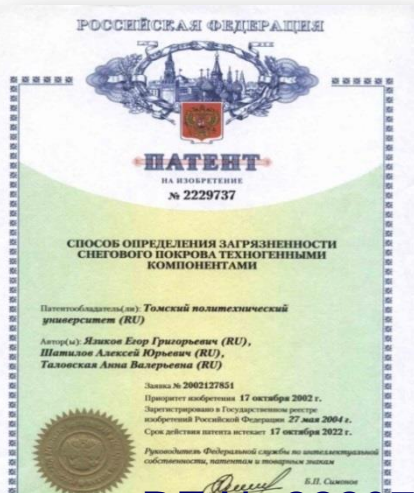 РОССИЙСКАЯ ФЕДЕРАЦИЯ
ПАТЕНТ
НА ИЗОБРЕТЕНИЕ
№ 2229737
СПОСОБ ОПРЕДЕЛЕНИЯ ЗАГРЯЗНЕННОСТИ
СНЕГОВОГО ПОКРОВА ТЕХНОГЕННЫМИ
КОМПОНЕНТАМИ
Патентообладатель(ли): Томский политехнический
университет (RU)
Автор(ы): Язиков Егор Григорьевич (RU),
Шатилов Алексей Юрьевич (RU),
Таловская Анна Валерьевна (RU)
Заявка № 2002127851
Приоритет изобретения 17 октября 2002 г.
Зарегистрировано в Государственном реестре
изобретений Российской Федерации 27 мая 2004 г.
Срок действия патента истекает 17 октября 2022 г.
Руководитель Федеральной службы по интеллектуальной
собственности, патентам и товарным знакам
Б.П. Симонов